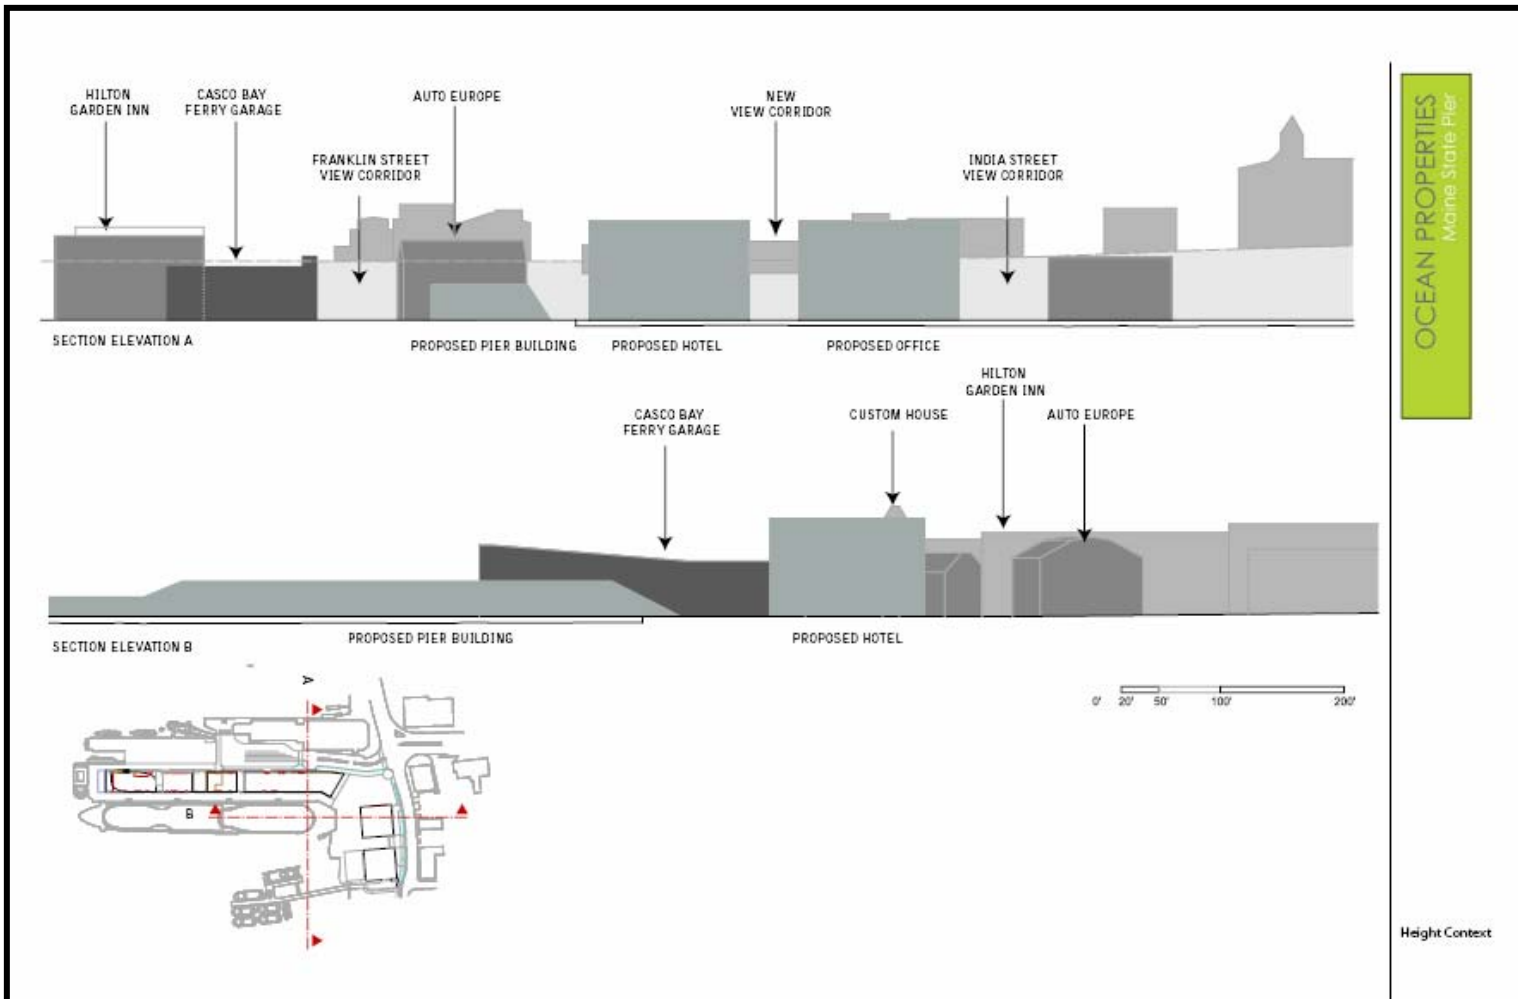 HILTON
GARDEN INN
CASCO BAY
FERRY GARAGE
AUTO EUROPE
NEW
VIEW CORRIDOR
FRANKLIN STREET
VIEW CORRIDOR
INDIA STREET
VIEW CORRIDOR
SECTION ELEVATION A
PROPOSED PIER BUILDING
PROPOSED HOTEL
PROPOSED OFFICE
HILTON
GARDEN INN
CASCO BAY
FERRY GARAGE
CUSTOM HOUSE
AUTO EUROPE
SECTION ELEVATION B
PROPOSED PIER BUILDING
PROPOSED HOTEL
A
B
0' 20' 50' 100' 200'
OCEAN PROPERTIES
Maine State Pier
Height Context